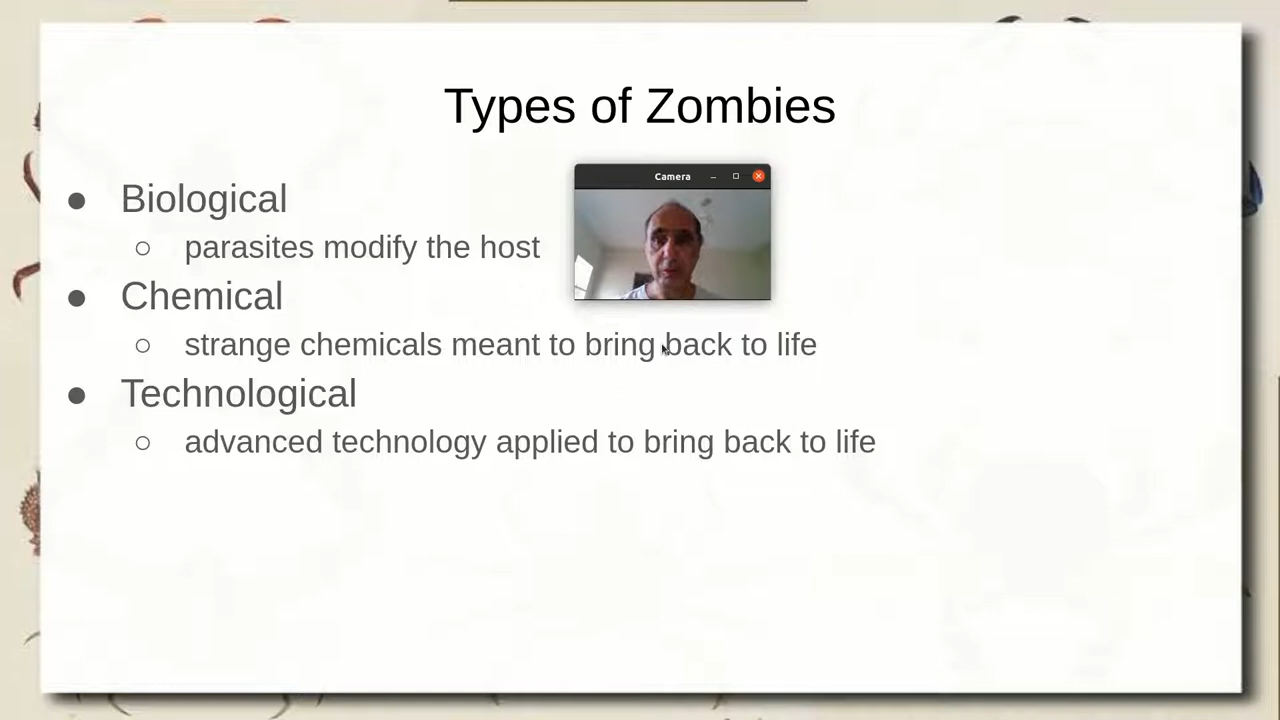 Types of Zombies
Camera
● Biological
○ parasites modify the host
● Chemical
○ strange chemicals meant to bring back to life
● Technological
○ advanced technology applied to bring back to life